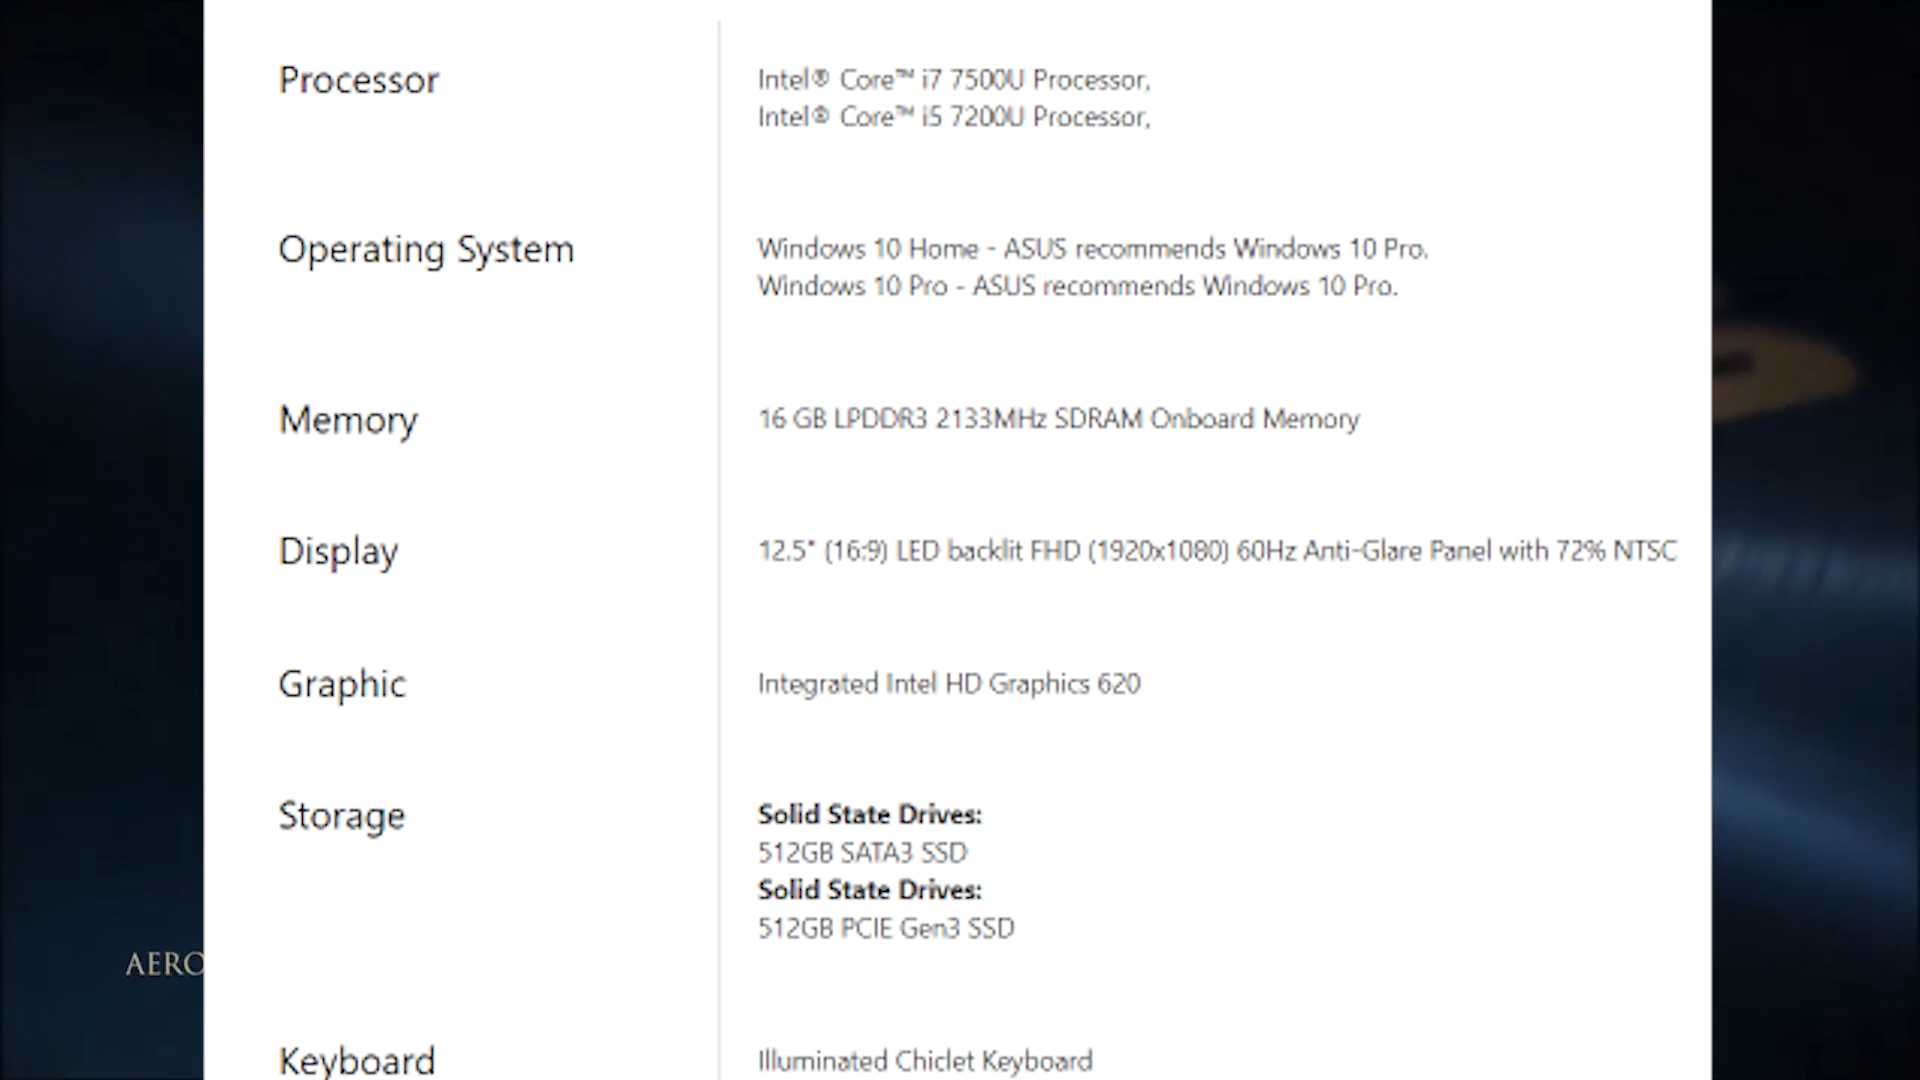 Processor
Intel® Core™ i7 7500U Processor,
Intel® Core™ i5 7200U Processor,
Operating System
Windows 10 Home - ASUS recommends Windows 10 Pro.
Windows 10 Pro - ASUS recommends Windows 10 Pro.
Memory
16 GB LPDDR3 2133MHz SDRAM Onboard Memory
Display
12.5" (16:9) LED backlit FHD (1920x1080) 60Hz Anti-Glare Panel with 72% NTSC
Graphic
Integrated Intel HD Graphics 620
Storage
Solid State Drives:
512GB SATA3 SSD
Solid State Drives:
512GB PCIE Gen3 SSD
AERO
Keyboard
Illuminated Chiclet Keyboard